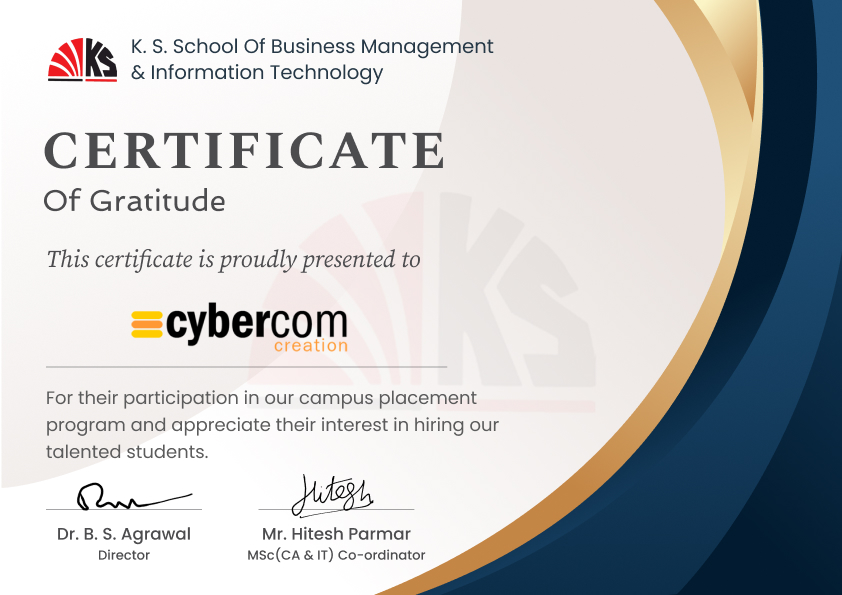 KS K. S. School Of Business Management
& Information Technology
CERTIFICATE
Of Gratitude
This certificate is proudly presented to
cybercom
creation
For their participation in our campus placement
program and appreciate their interest in hiring our
talented students.
Hitesh
Dr. B. S. Agrawal
Director
Mr. Hitesh Parmar
MSc(CA & IT) Co-ordinator
KS